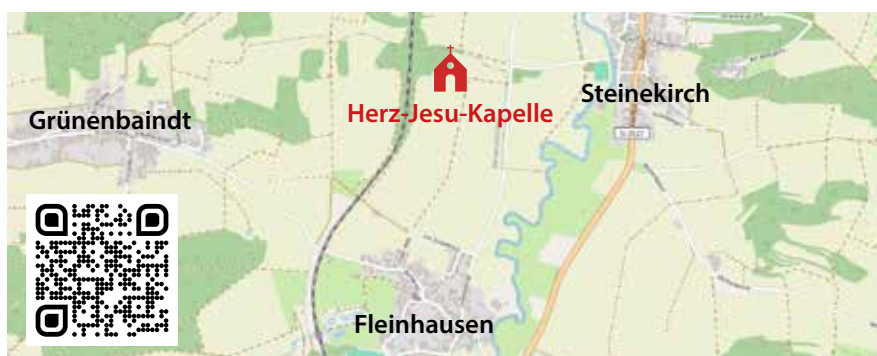 Herz-Jesu-Kapelle
Steinekirch
Grünenbaindt
Fleinhausen